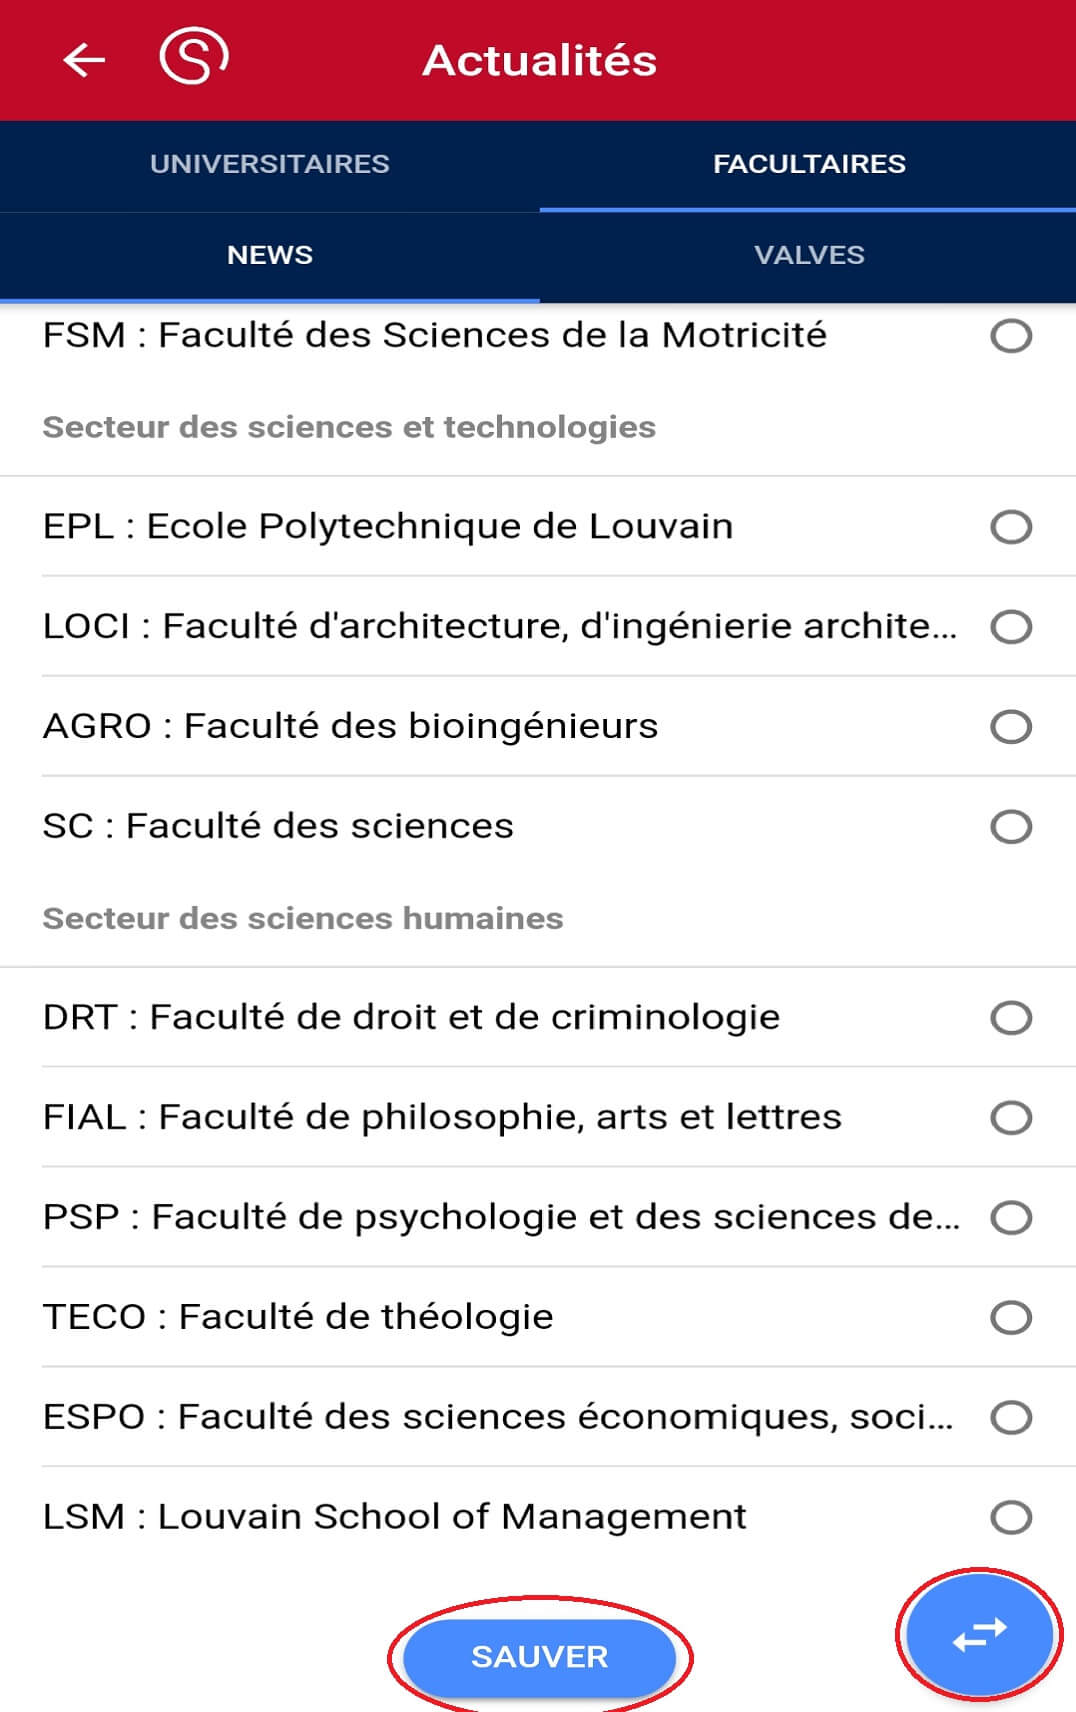 S
Actualités
UNIVERSITAIRES
FACULTAIRES
NEWS
VALVES
FSM : Faculté des Sciences de la Motricité
Secteur des sciences et technologies
EPL : Ecole Polytechnique de Louvain
LOCI : Faculté d'architecture, d'ingénierie archite...
AGRO : Faculté des bioingénieurs
SC : Faculté des sciences
Secteur des sciences humaines
DRT : Faculté de droit et de criminologie
FIAL : Faculté de philosophie, arts et lettres
PSP : Faculté de psychologie et des sciences de...
TECO : Faculté de théologie
ESPO : Faculté des sciences économiques, soci...
LSM : Louvain School of Management
SAUVER